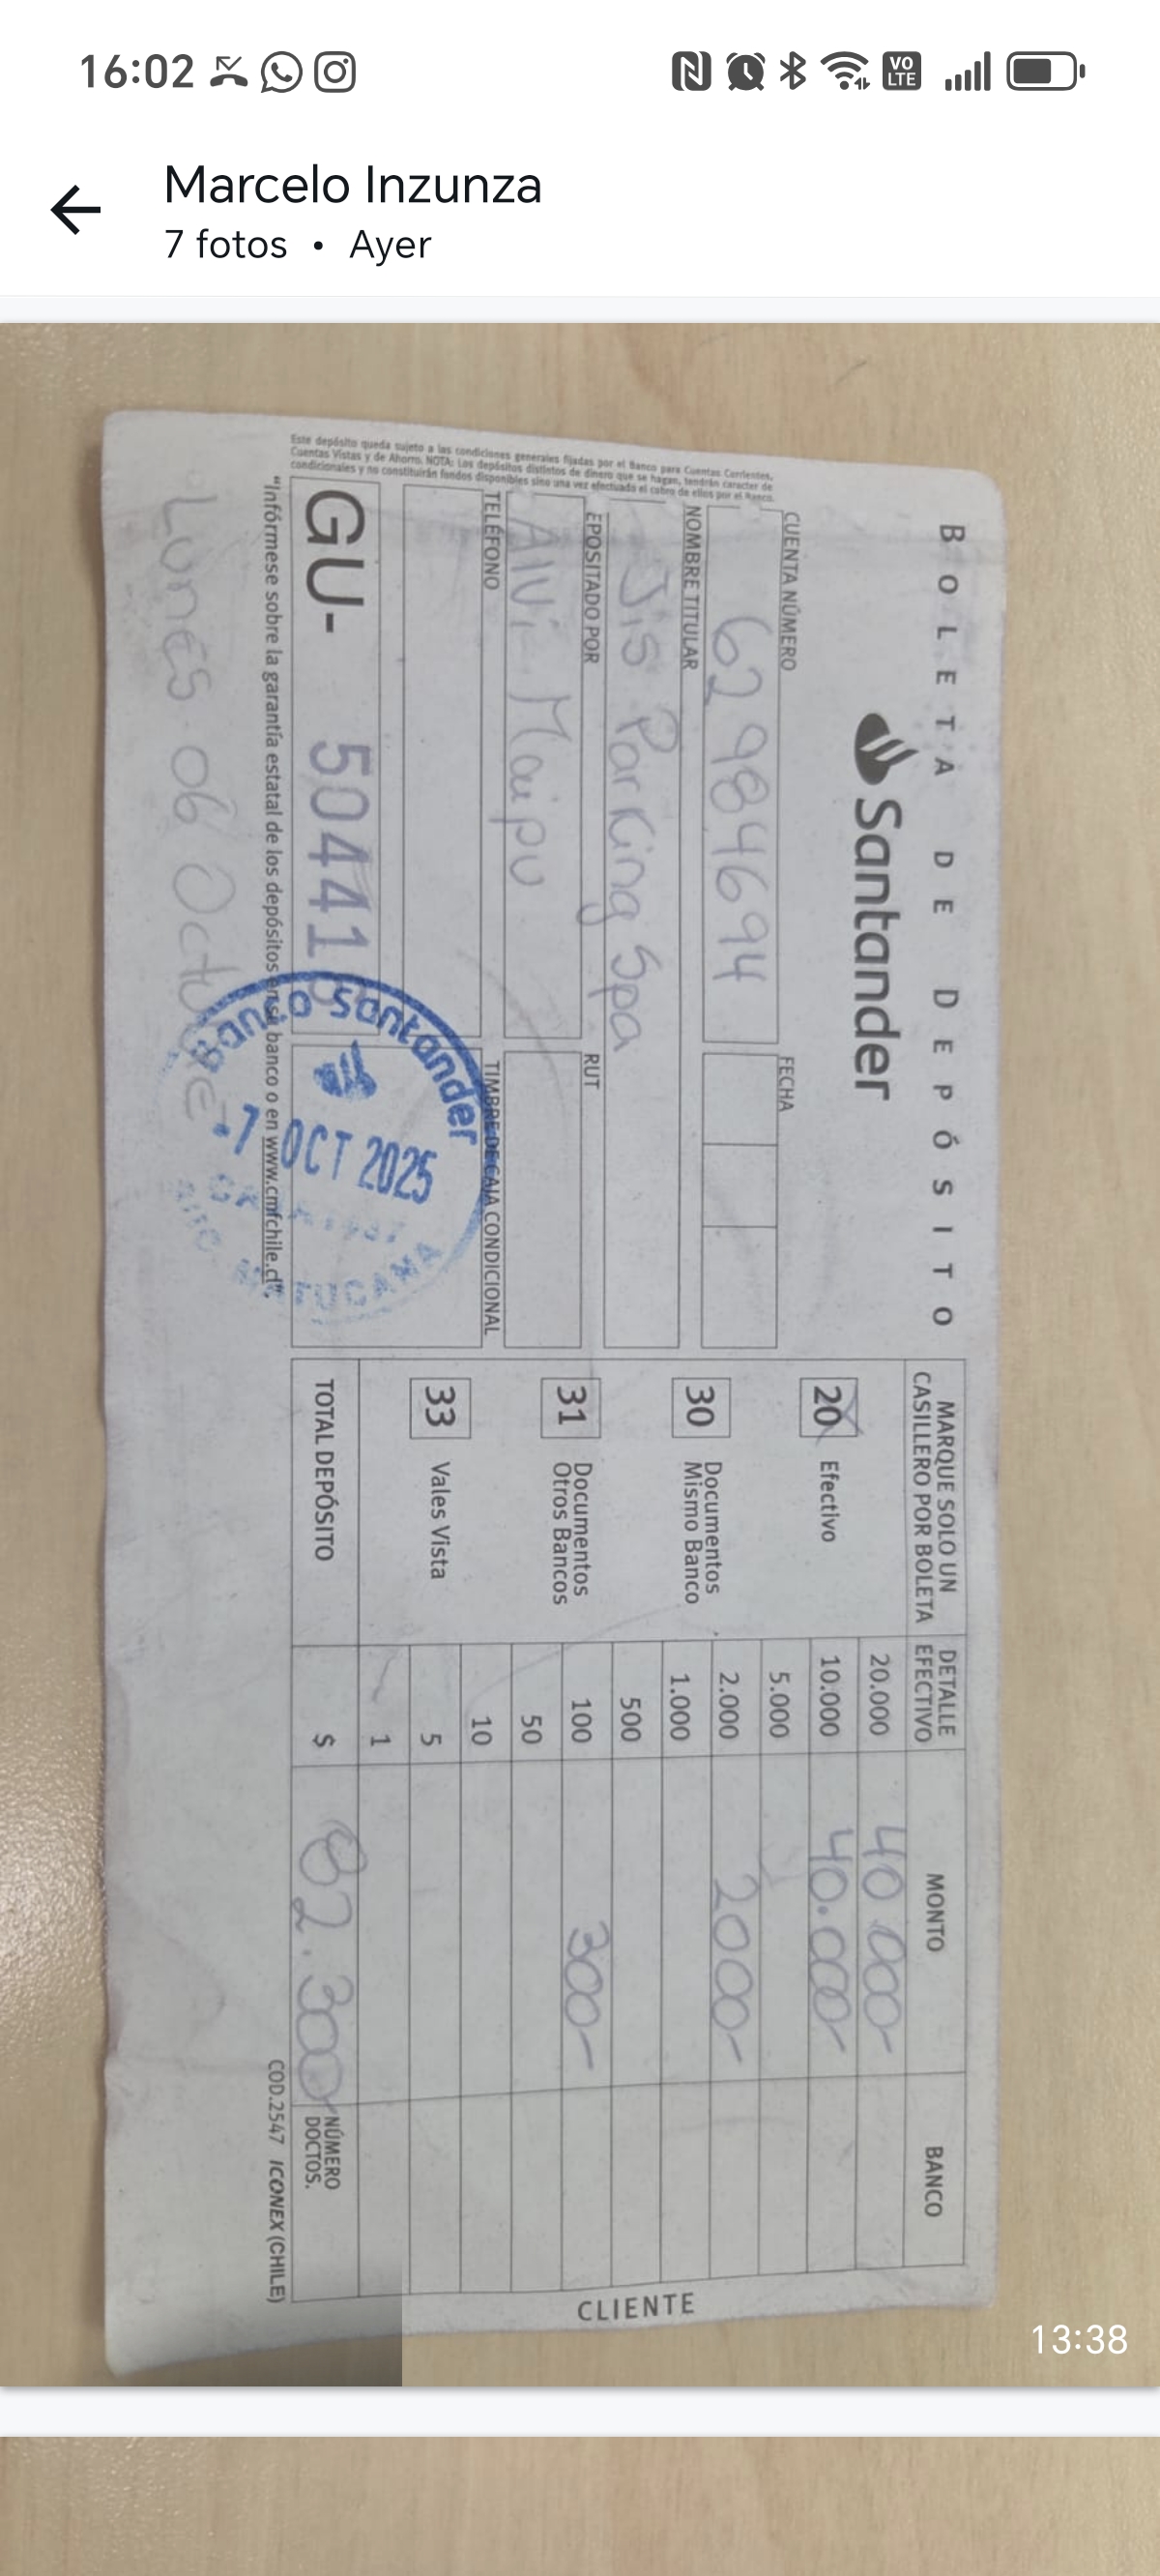 16:02
VO
LTE
Marcelo Inzunza
7 fotos • Ayer
BOLETA DE DEPÓSITO
Santander
CUENTA NÚMERO
FECHA
62 9846694
NOMBRE TITULAR
Jis Parking Spa
EPOSITADO POR
RUT
Alvi Maipu
TELÉFONO
TIMBRE DE CAJA CONDICIONAL
GU- 50441
Banco Santander
-7 OCT 2025
Este depósito queda sujeto a las condiciones generales fijadas por el Banco para Cuentas Corrientes,
Cuentas Vistas y de Ahorro. NOTA: Los depósitos distintos de dinero que se hagan, tendrán caracter de
condicionales y no constituirán fondos disponibles sino una vez efectuado el cobro de ellos por el Banco.
"Infórmese sobre la garantía estatal de los depósitos en su banco o en www.cmfchile.cl".
Lunes 06 Octubre
MARQUE SOLO UN
CASILLERO POR BOLETA
DETALLE
EFECTIVO
MONTO
BANCO
20 Efectivo
30 Documentos
Mismo Banco
31 Documentos
Otros Bancos
33 Vales Vista
20.000 40 000-
10.000 40.000-
5.000
2.000 2000-
1.000
500
100 300-
50
10
5
1
TOTAL DEPÓSITO $ 82.300
NÚMERO
DOCTOS.
COD.2547 ICONEX (CHILE)
CLIENTE
13:38